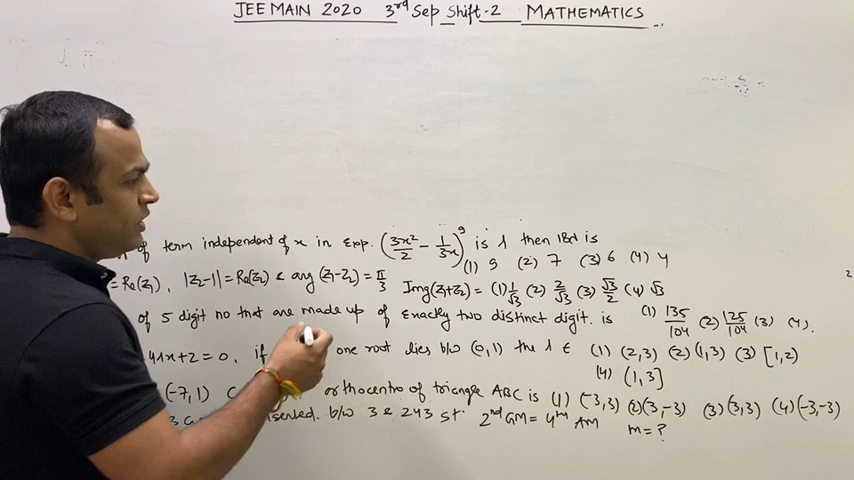 JEE MAIN 2020 3rd Sep Shift-2 MATHEMATICS
of term independent of x in Exp. (3x²/2 - 1/3x)⁹ is λ then 18λ is
(1) 9 (2) 7 (3) 6 (4) 4
= Re(z₁), |z₂-1| = Re(z₂) & arg (z₁-z₂) = π/3 Img(z₁+z₂) = (1) 1/√3 (2) 2/√3 (3) √3/2 (4) √3
of 5 digit no that are made up of Exactly two distinct digit. is (1) 135/104 (2) 125/104 (3) (4).
4λx+2=0, if one root lies b/w (0,1) the λ ∈ (1) (2,3) (2) (1,3) (3) [1,2)
(4) (1,3]
(-7,1) C orthocentre of triangle ABC is (1) (-3,3) (2) (3,-3) (3) (3,3) (4) (-3,-3)
3 G inserted. b/w 3 & 243 st. 2nd GM = 4th AM m=?